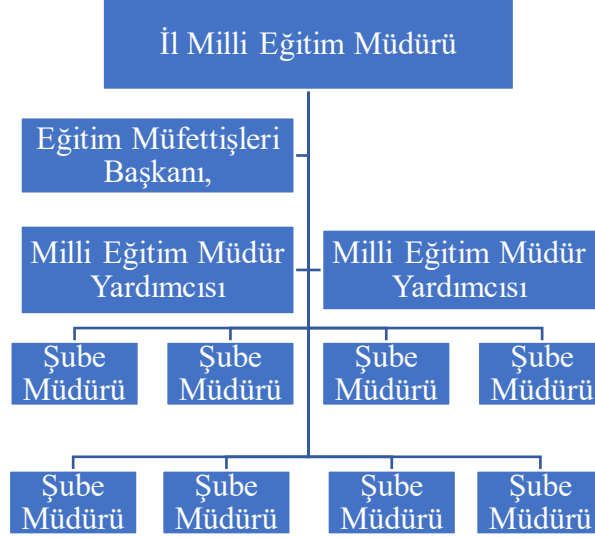 İl Milli Eğitim Müdürü
Eğitim Müfettişleri
Başkanı,
Milli Eğitim Müdür
Yardımcısı
Milli Eğitim Müdür
Yardımcısı
Şube
Müdürü
Şube
Müdürü
Şube
Müdürü
Şube
Müdürü
Şube
Müdürü
Şube
Müdürü
Şube
Müdürü
Şube
Müdürü